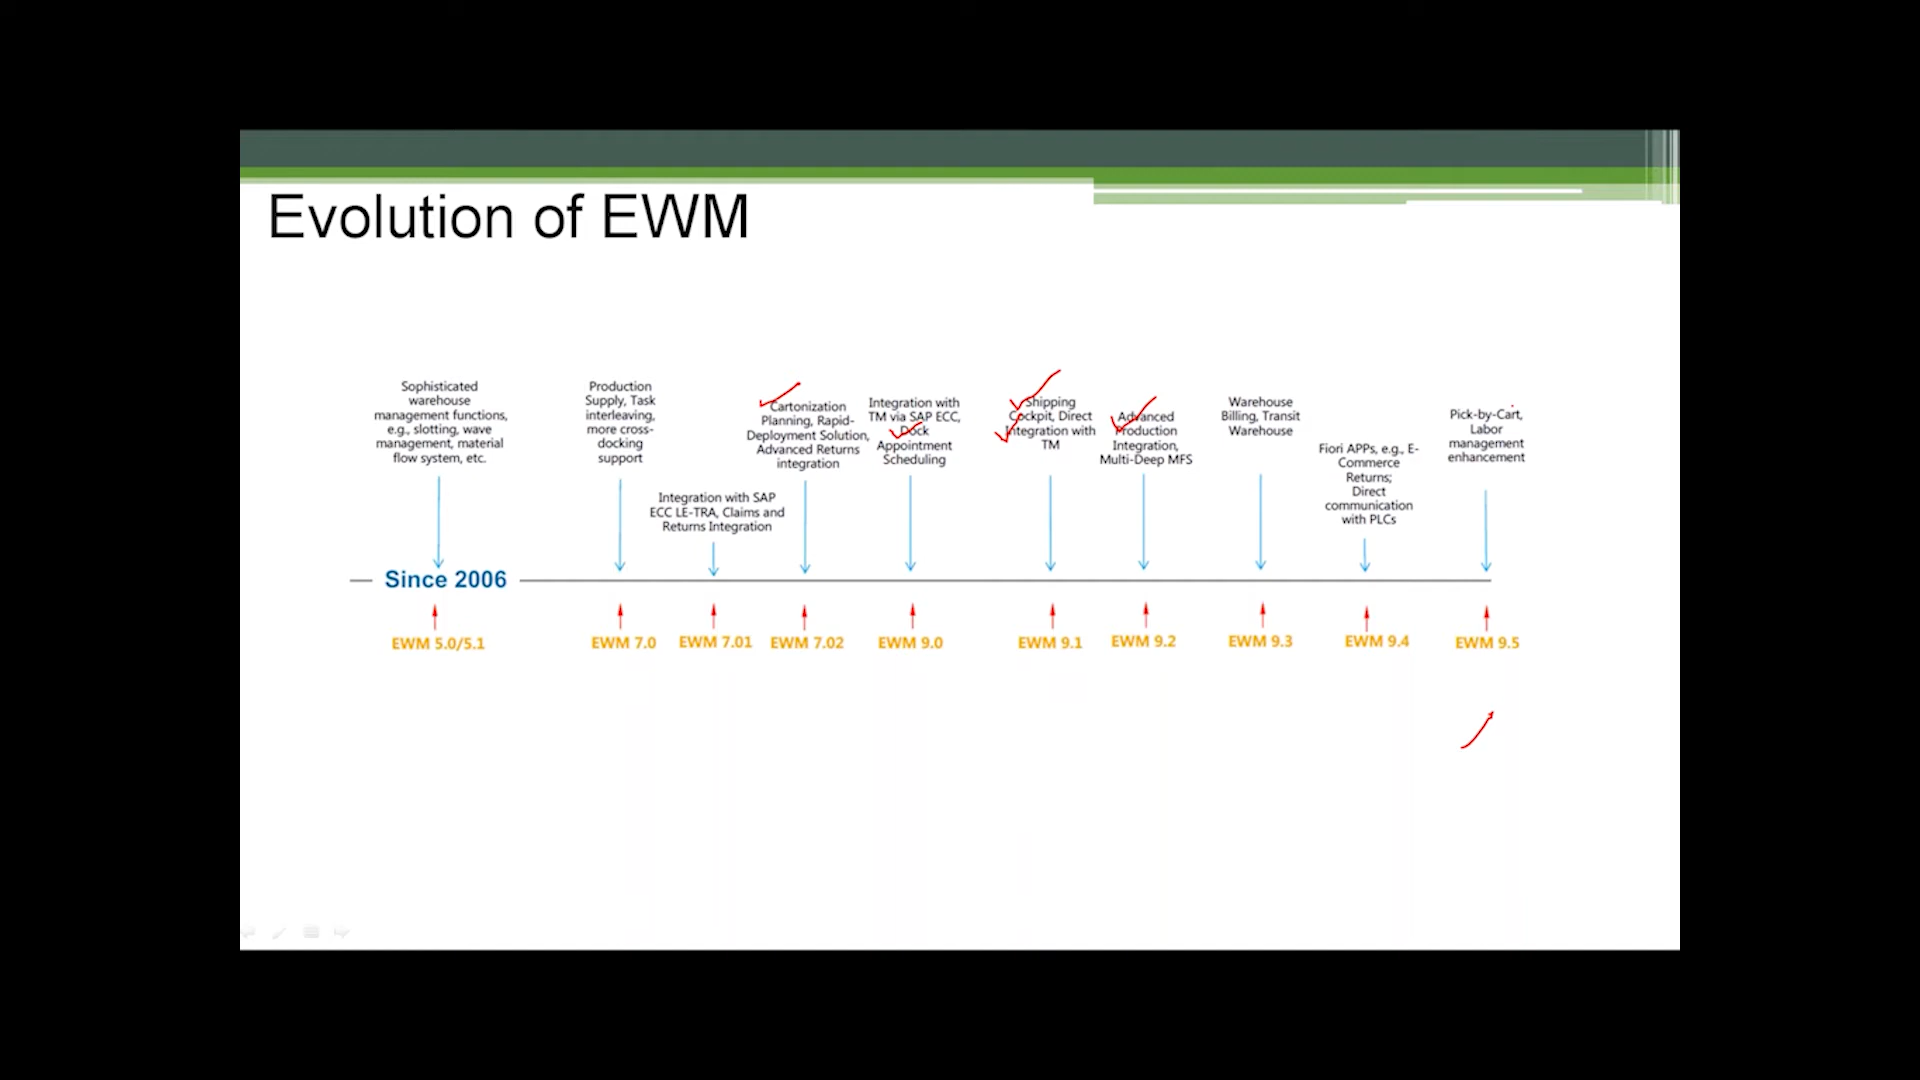 Evolution of EWM
Sophisticated
warehouse
management functions,
e.g., slotting, wave
management, material
flow system, etc.
Production
Supply, Task
interleaving,
more cross-
docking
support
Integration with SAP
ECC LE-TRA, Claims and
Returns Integration
Cartonization
Planning, Rapid-
Deployment Solution,
Advanced Returns
integration
Integration with
TM via SAP ECC,
Dock
Appointment
Scheduling
Shipping
Cockpit, Direct
Integration with
TM
Advanced
Production
Integration,
Multi-Deep MFS
Warehouse
Billing, Transit
Warehouse
Fiori APPs, e.g., E-
Commerce
Returns;
Direct
communication
with PLCs
Pick-by-Cart,
Labor
management
enhancement
Since 2006
EWM 5.0/5.1
EWM 7.0
EWM 7.01
EWM 7.02
EWM 9.0
EWM 9.1
EWM 9.2
EWM 9.3
EWM 9.4
EWM 9.5